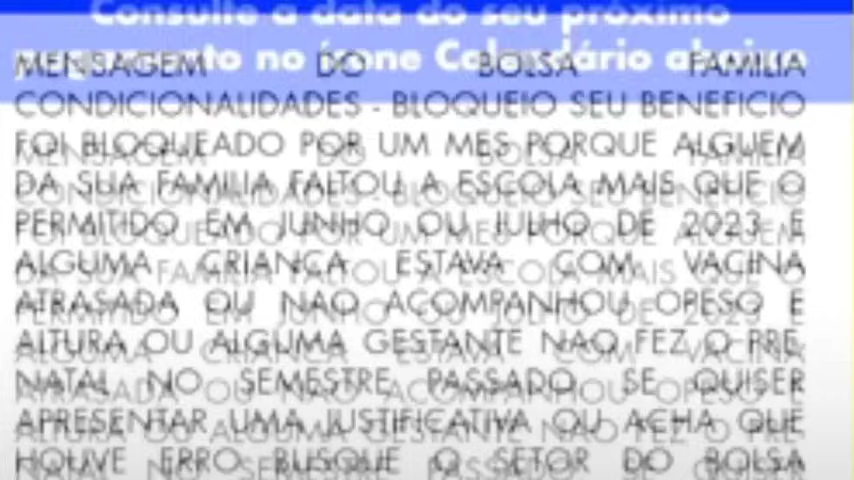 Consulte a data do seu próximo
pagamento no ícone Calendário abaixo
MENSAGEM DO BOLSA FAMILIA
CONDICIONALIDADES - BLOQUEIO SEU BENEFICIO
FOI BLOQUEADO POR UM MES PORQUE ALGUEM
DA SUA FAMILIA FALTOU A ESCOLA MAIS QUE O
PERMITIDO EM JUNHO OU JULHO DE 2023 E
ALGUMA CRIANCA ESTAVA COM VACINA
ATRASADA OU NAO ACOMPANHOU OPESO E
ALTURA OU ALGUMA GESTANTE NAO FEZ O PRE
NATAL NO SEMESTRE PASSADO. SE QUISER
APRESENTAR UMA JUSTIFICATIVA OU ACHA QUE
HOUVE ERRO BUSQUE O SETOR DO BOLSA